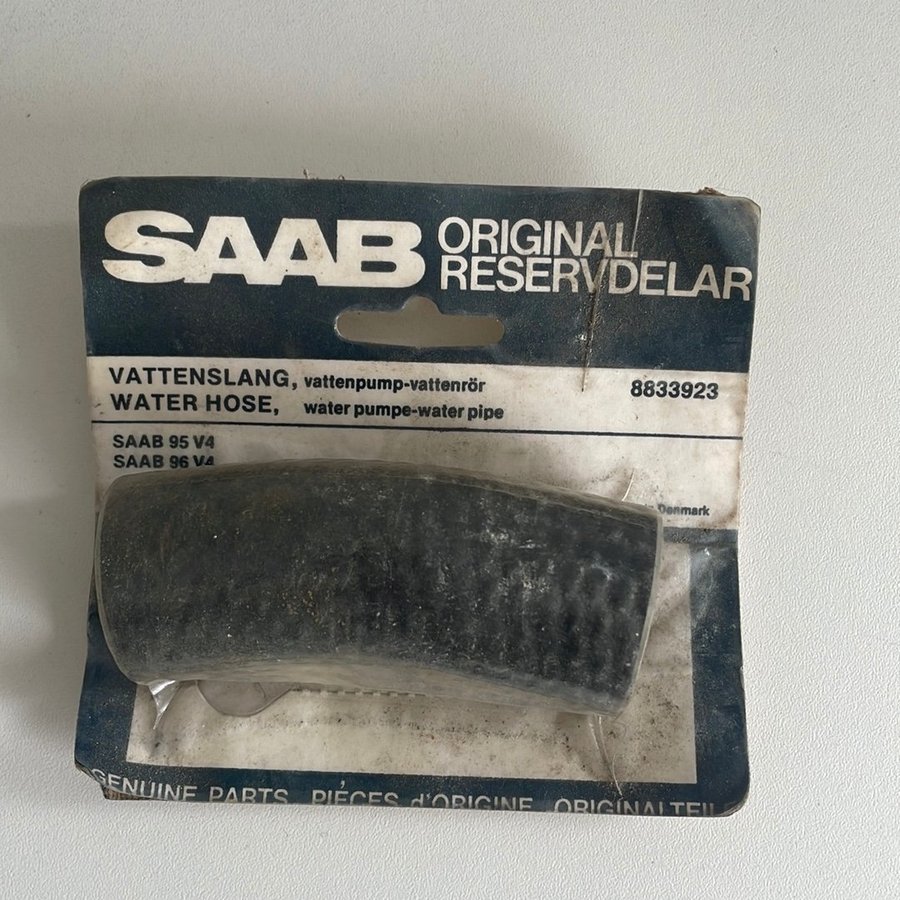 SAAB
ORIGINAL
RESERVDELAR
VATTENSLANG, vattenpump-vattenrör 8833923
WATER HOSE, water pumpe-water pipe
SAAB 95 V4
SAAB 96 V4
Denmark
GENUINE PARTS PIÉCES d'ORIGINE ORIGINALTEIL